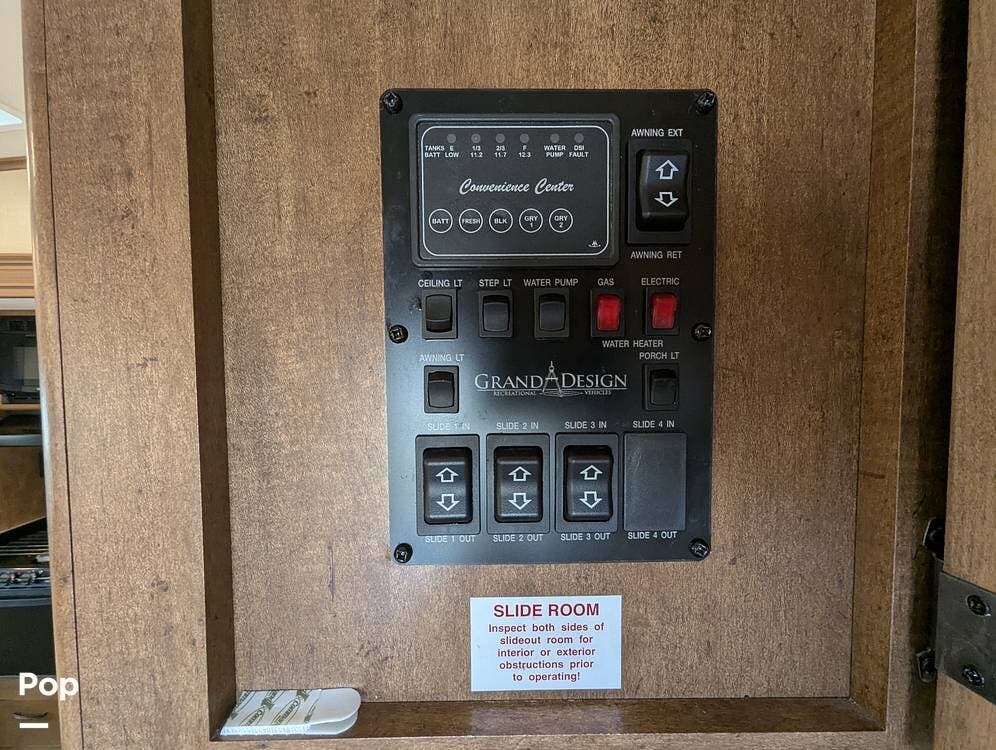 AWNING EXT
TANKS E 1/3 2/3 F WATER DSI
BATT LOW 11.2 11.7 12.3 PUMP FAULT
Convenience Center
BATT FRESH BLK GRY 1 GRY 2
AWNING RET
CEILING LT STEP LT WATER PUMP GAS ELECTRIC
WATER HEATER
AWNING LT PORCH LT
GRAND DESIGN
RECREATIONAL VEHICLES
SLIDE 1 IN SLIDE 2 IN SLIDE 3 IN SLIDE 4 IN
SLIDE 1 OUT SLIDE 2 OUT SLIDE 3 OUT SLIDE 4 OUT
SLIDE ROOM
Inspect both sides of
slideout room for
interior or exterior
obstructions prior
to operating!
Pop